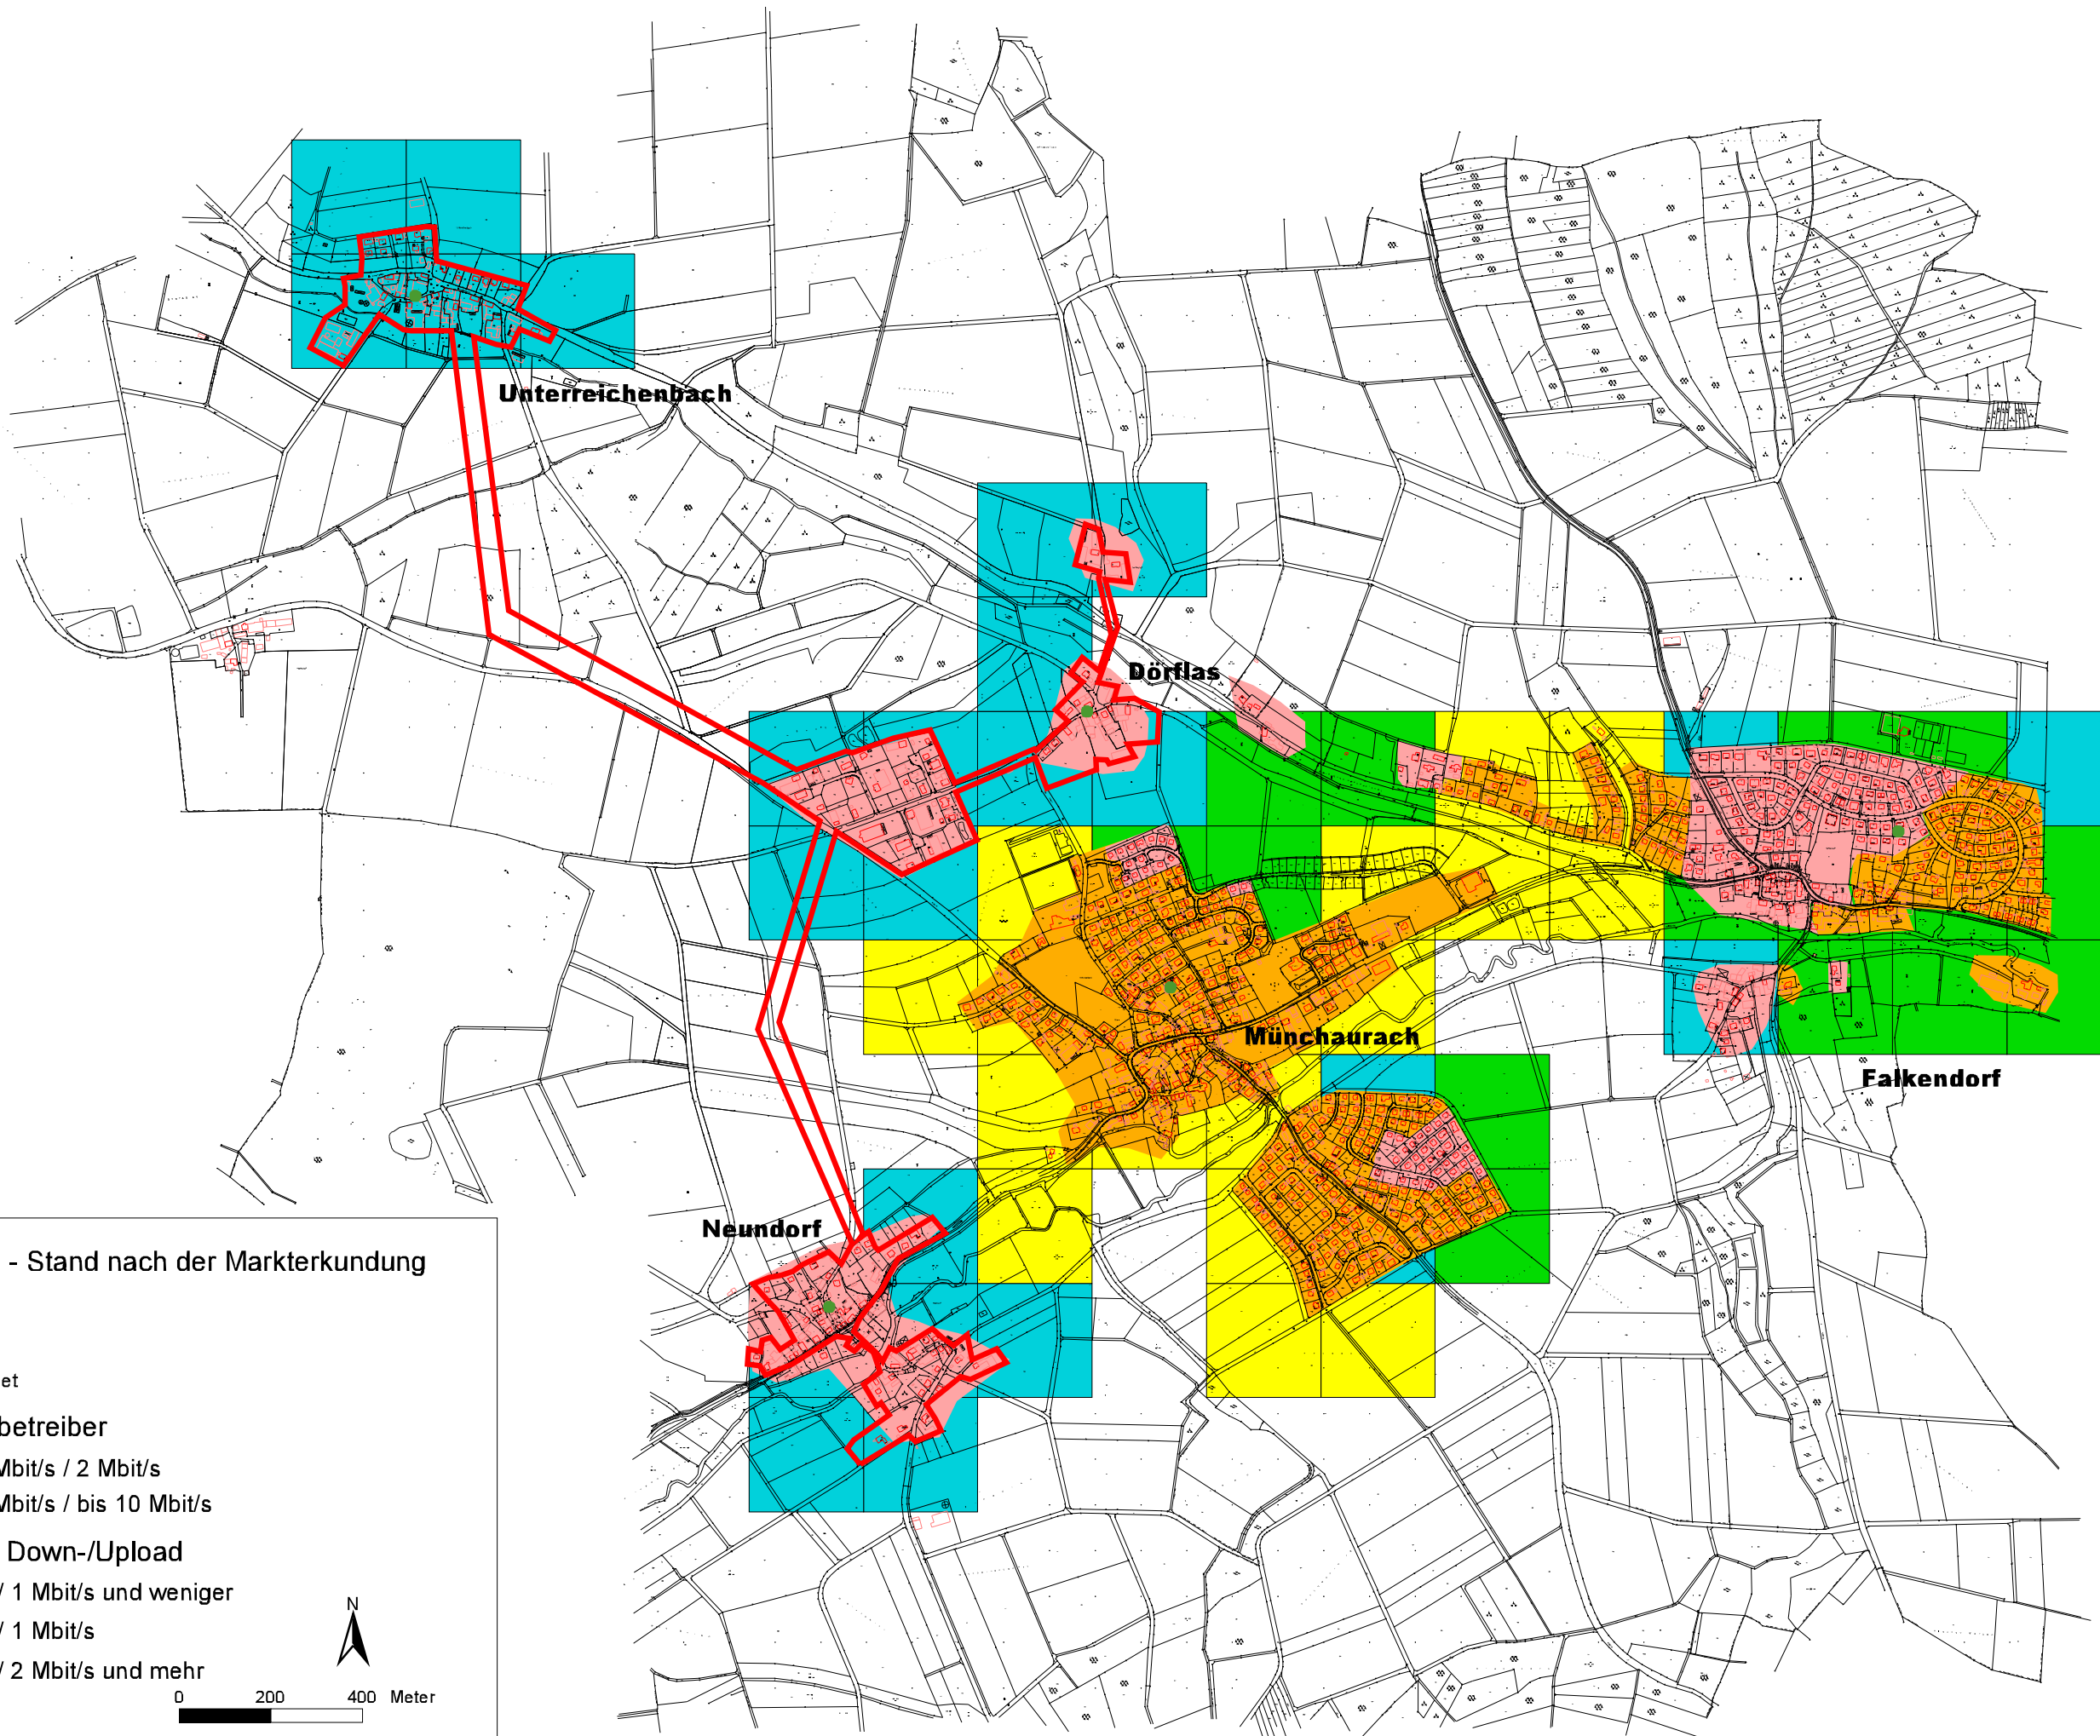 Unterreichenbach
Dörflas
Münchaurach
Falkendorf
Neundorf
- Stand nach der Markterkundung
et
betreiber
Mbit/s / 2 Mbit/s
Mbit/s / bis 10 Mbit/s
Down-/Upload
/ 1 Mbit/s und weniger
/ 1 Mbit/s
/ 2 Mbit/s und mehr
N
0 200 400 Meter